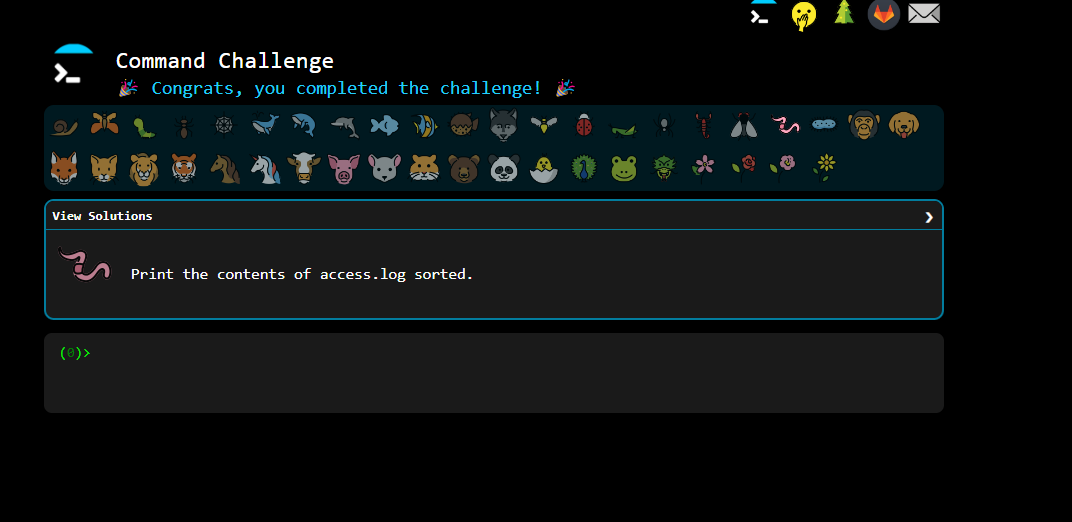 Command Challenge
🎉 Congrats, you completed the challenge! 🎉
View Solutions ❯
Print the contents of access.log sorted.
(0)>